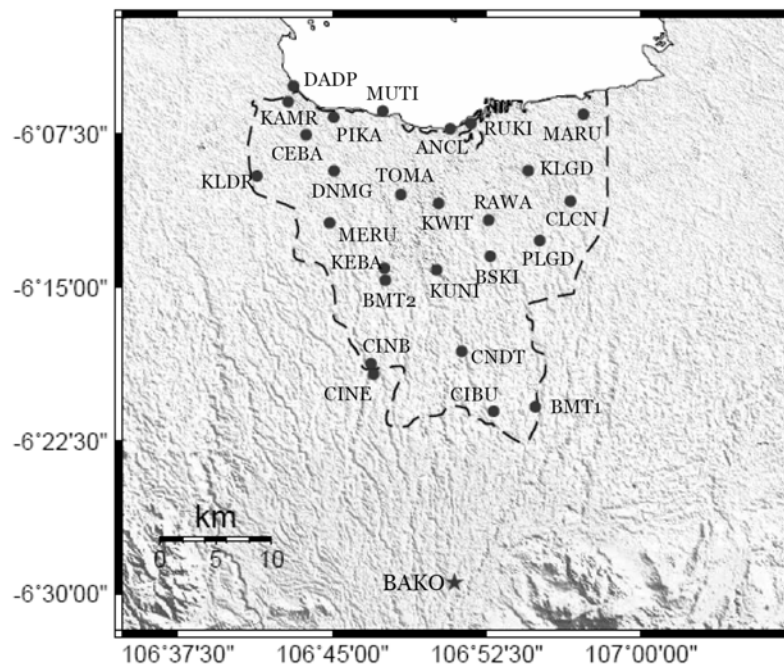 DADP
MUTI
KAMR
PIKA
RUKI
MARU
-6°07'30"
ANCL
CEBA
TOMA
KLGD
KLDR
DNMG
RAWA
CLCN
KWIT
MERU
PLGD
KEBA
BSKI
KUNI
-6°15'00"
BMT2
CINB
CNDT
CINE
CIBU
BMT1
-6°22'30"
km
0 5 10
BAKO
-6°30'00"
106°37'30" 106°45'00" 106°52'30" 107°00'00"